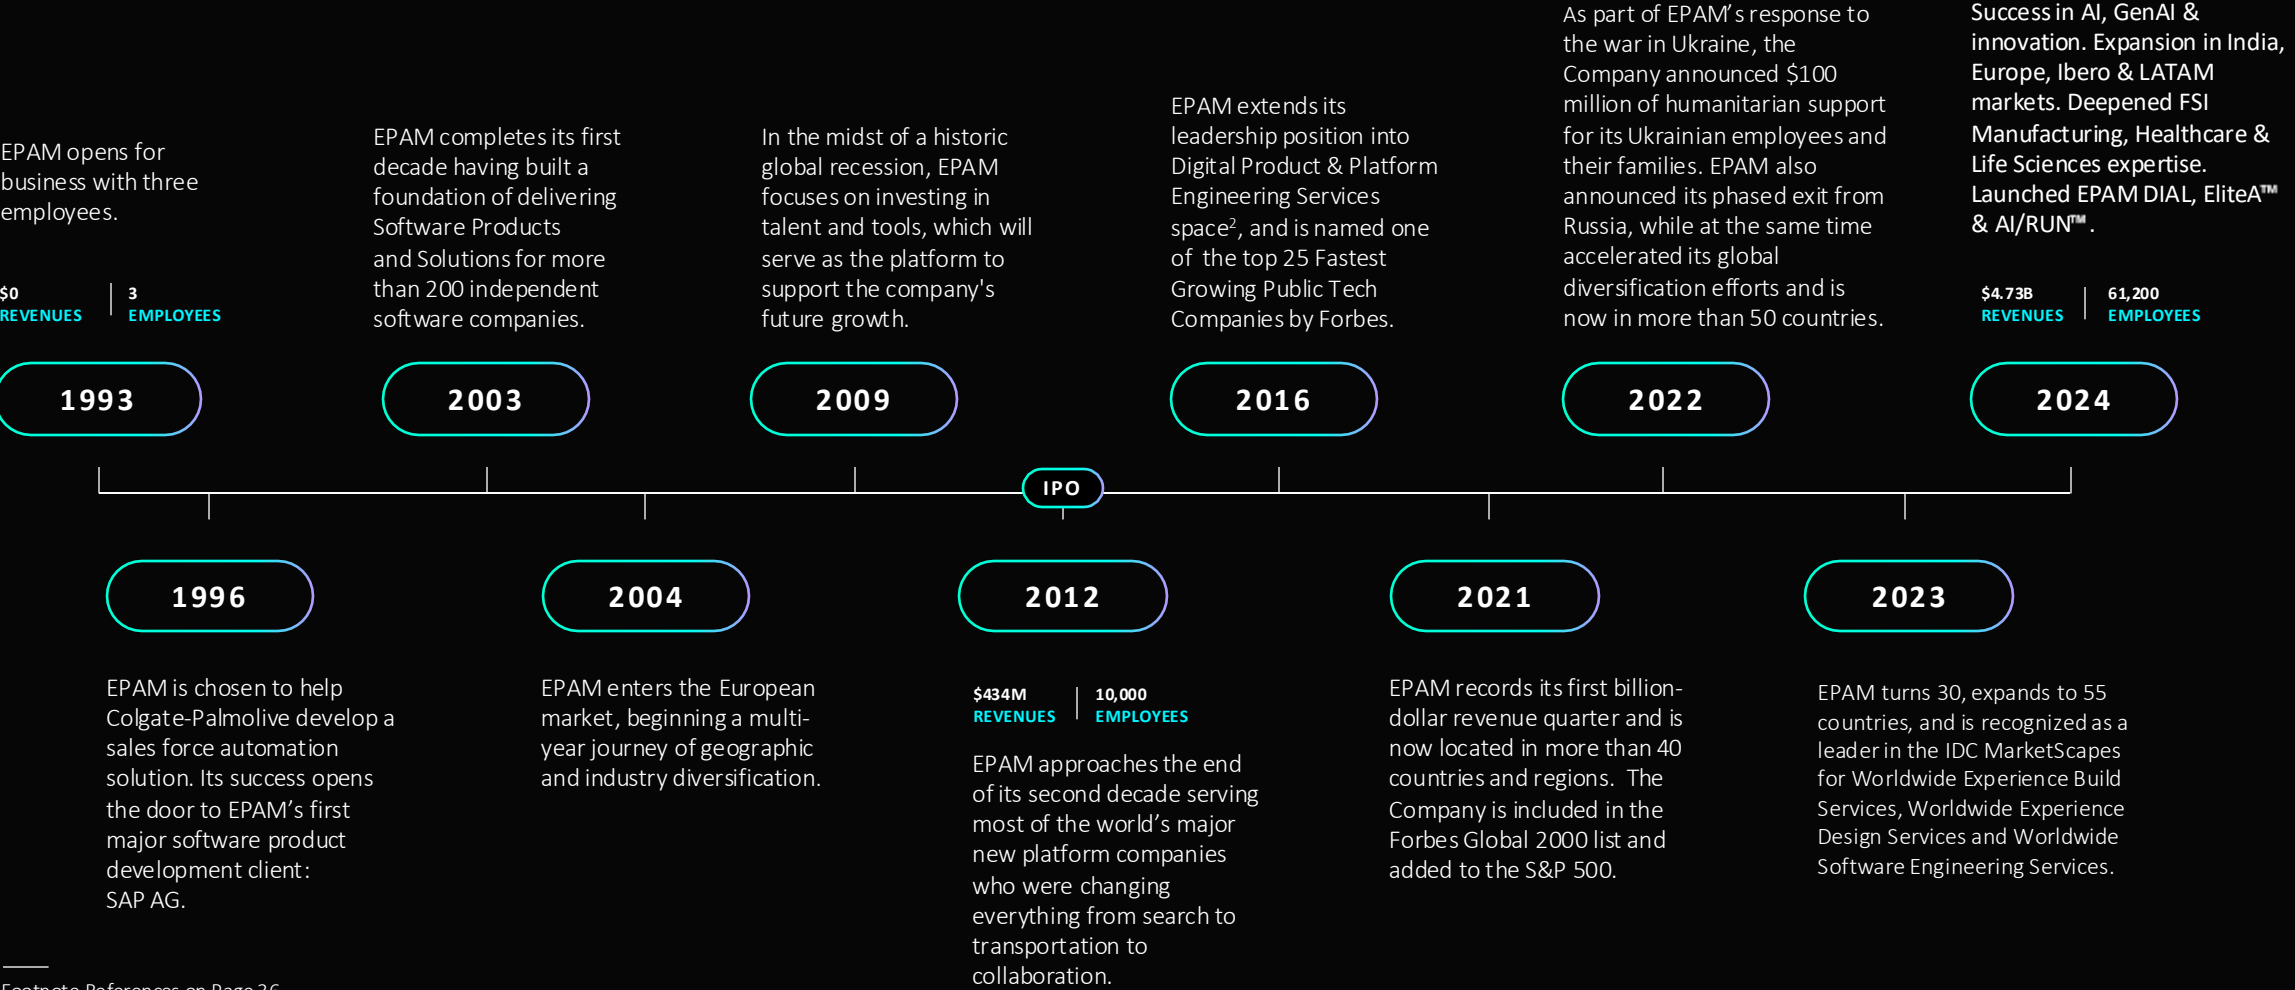 EPAM opens for
business with three
employees.
$0
REVENUES
3
EMPLOYEES
1993
EPAM completes its first
decade having built a
foundation of delivering
Software Products
and Solutions for more
than 200 independent
software companies.
2003
In the midst of a historic
global recession, EPAM
focuses on investing in
talent and tools, which will
serve as the platform to
support the company's
future growth.
2009
EPAM extends its
leadership position into
Digital Product & Platform
Engineering Services
space², and is named one
of the top 25 Fastest
Growing Public Tech
Companies by Forbes.
2016
As part of EPAM’s response to
the war in Ukraine, the
Company announced $100
million of humanitarian support
for its Ukrainian employees and
their families. EPAM also
announced its phased exit from
Russia, while at the same time
accelerated its global
diversification efforts and is
now in more than 50 countries.
2022
Success in AI, GenAI &
innovation. Expansion in India,
Europe, Ibero & LATAM
markets. Deepened FSI
Manufacturing, Healthcare &
Life Sciences expertise.
Launched EPAM DIAL, EliteA™
& AI/RUN™.
$4.73B
REVENUES
61,200
EMPLOYEES
2024
IPO
1996
EPAM is chosen to help
Colgate-Palmolive develop a
sales force automation
solution. Its success opens
the door to EPAM’s first
major software product
development client:
SAP AG.
2004
EPAM enters the European
market, beginning a multi-
year journey of geographic
and industry diversification.
2012
$434M
REVENUES
10,000
EMPLOYEES
EPAM approaches the end
of its second decade serving
most of the world’s major
new platform companies
who were changing
everything from search to
transportation to
collaboration.
2021
EPAM records its first billion-
dollar revenue quarter and is
now located in more than 40
countries and regions. The
Company is included in the
Forbes Global 2000 list and
added to the S&P 500.
2023
EPAM turns 30, expands to 55
countries, and is recognized as a
leader in the IDC MarketScapes
for Worldwide Experience Build
Services, Worldwide Experience
Design Services and Worldwide
Software Engineering Services.
Footnote References on Page 36